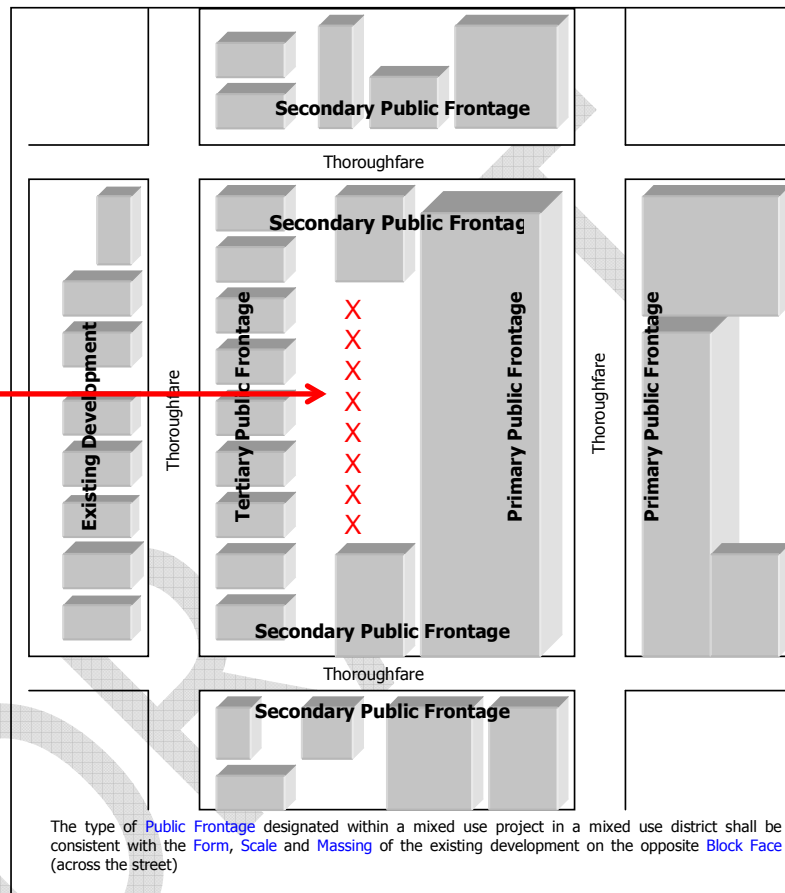 Secondary Public Frontage
Thoroughfare
Secondary Public Frontag
Existing Development
Thoroughfare
Tertiary Public Frontage
X
X
X
X
X
X
X
X
Primary Public Frontage
Thoroughfare
Primary Public Frontage
Secondary Public Frontage
Thoroughfare
Secondary Public Frontage
The type of Public Frontage designated within a mixed use project in a mixed use district shall be
consistent with the Form, Scale and Massing of the existing development on the opposite Block Face
(across the street)